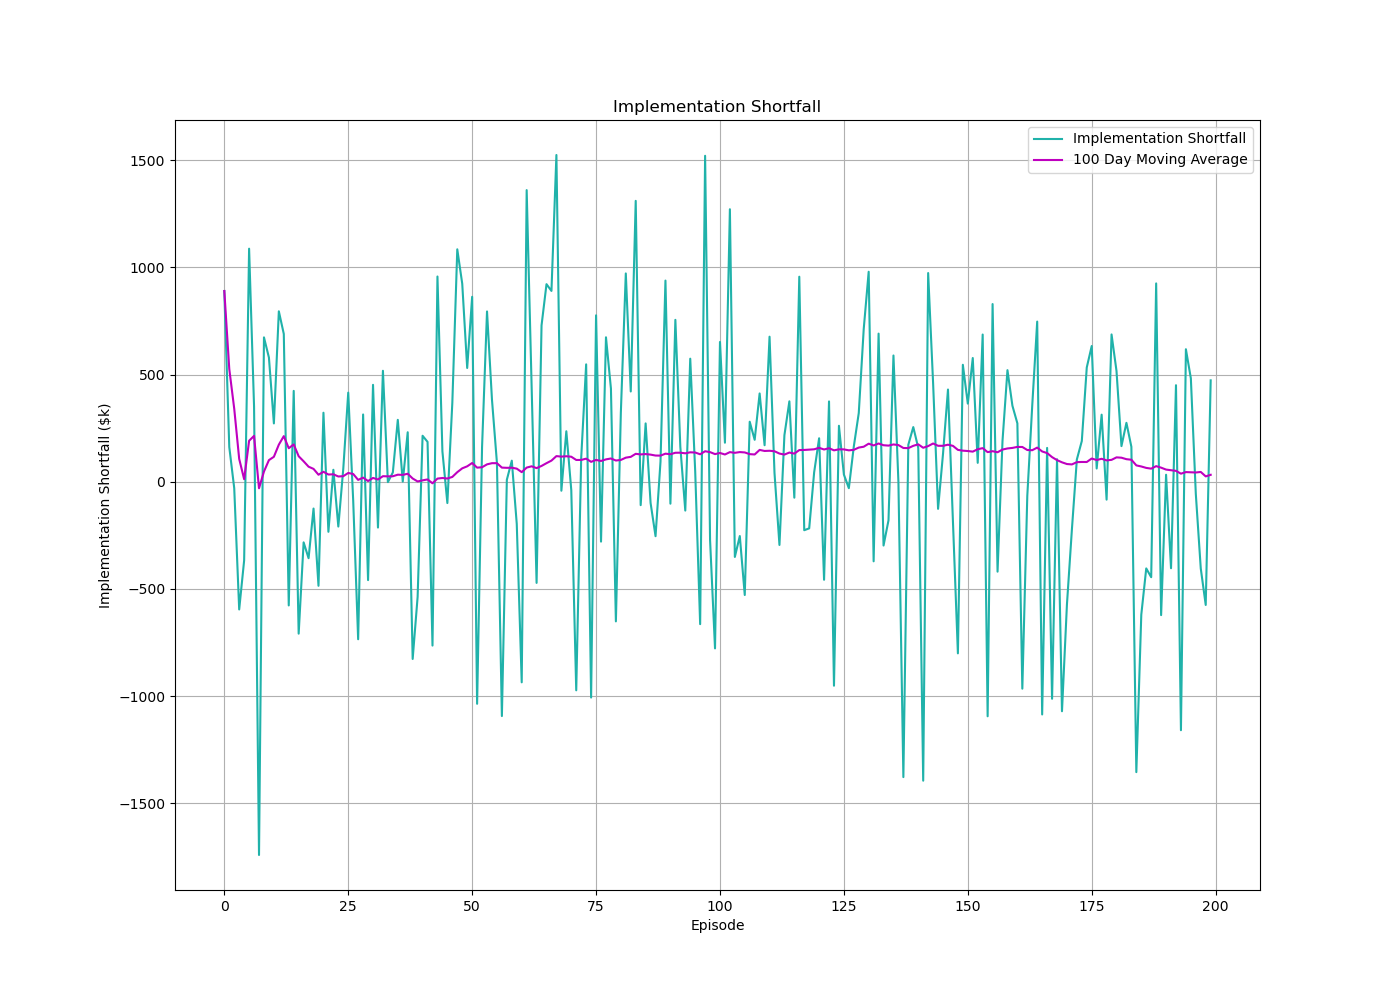 Implementation Shortfall
Implementation Shortfall
100 Day Moving Average
Implementation Shortfall ($k)
1500
1000
500
0
−500
−1000
−1500
0 25 50 75 100 125 150 175 200
Episode